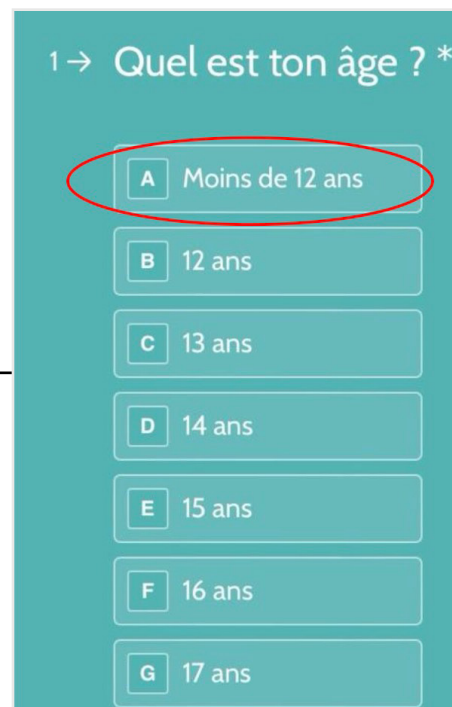 1→ Quel est ton âge ? *
A Moins de 12 ans
B 12 ans
C 13 ans
D 14 ans
E 15 ans
F 16 ans
G 17 ans